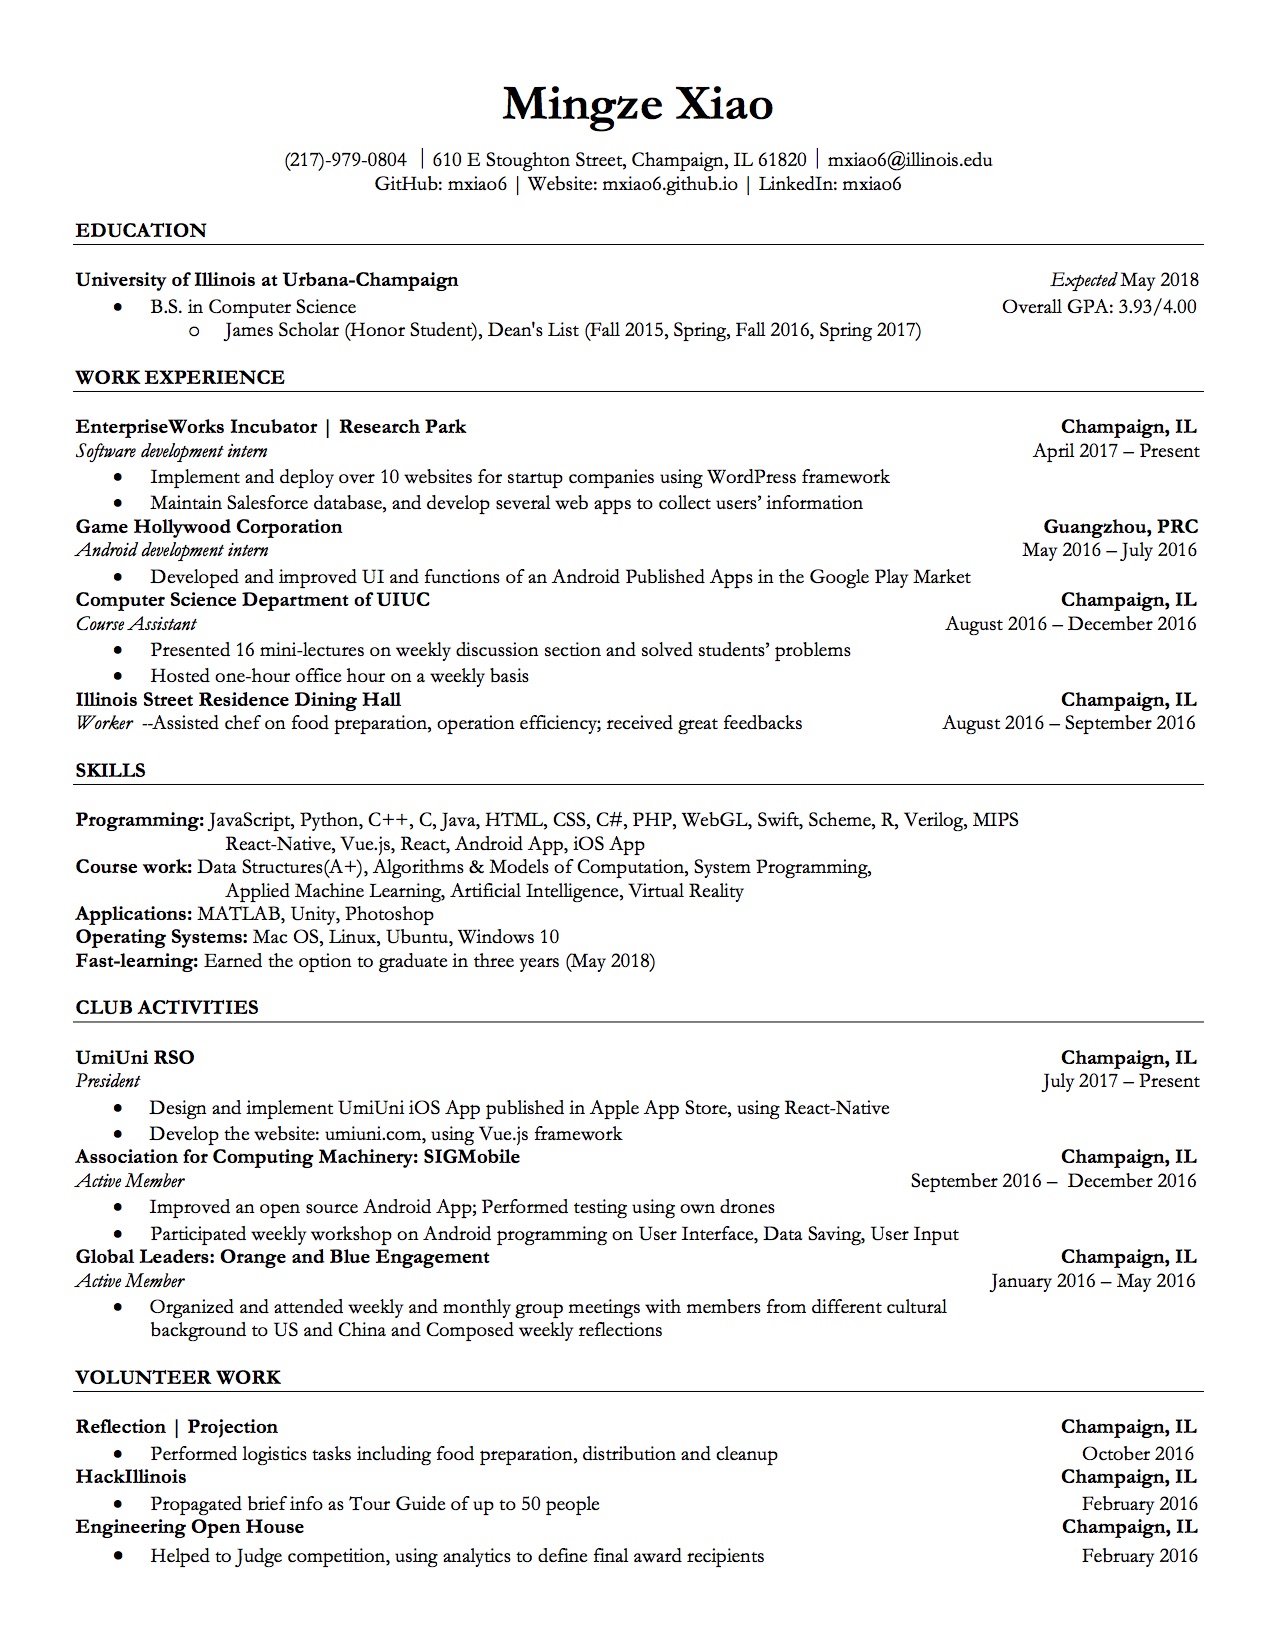 Mingze Xiao
(217)-979-0804 | 610 E Stoughton Street, Champaign, IL 61820 | mxiao6@illinois.edu
GitHub: mxiao6 | Website: mxiao6.github.io | LinkedIn: mxiao6
EDUCATION
University of Illinois at Urbana-Champaign Expected May 2018
• B.S. in Computer Science Overall GPA: 3.93/4.00
o James Scholar (Honor Student), Dean's List (Fall 2015, Spring, Fall 2016, Spring 2017)
WORK EXPERIENCE
EnterpriseWorks Incubator | Research Park Champaign, IL
Software development intern April 2017 – Present
• Implement and deploy over 10 websites for startup companies using WordPress framework
• Maintain Salesforce database, and develop several web apps to collect users’ information
Game Hollywood Corporation Guangzhou, PRC
Android development intern May 2016 – July 2016
• Developed and improved UI and functions of an Android Published Apps in the Google Play Market
Computer Science Department of UIUC Champaign, IL
Course Assistant August 2016 – December 2016
• Presented 16 mini-lectures on weekly discussion section and solved students’ problems
• Hosted one-hour office hour on a weekly basis
Illinois Street Residence Dining Hall Champaign, IL
Worker --Assisted chef on food preparation, operation efficiency; received great feedbacks August 2016 – September 2016
SKILLS
Programming: JavaScript, Python, C++, C, Java, HTML, CSS, C#, PHP, WebGL, Swift, Scheme, R, Verilog, MIPS
React-Native, Vue.js, React, Android App, iOS App
Course work: Data Structures(A+), Algorithms & Models of Computation, System Programming,
Applied Machine Learning, Artificial Intelligence, Virtual Reality
Applications: MATLAB, Unity, Photoshop
Operating Systems: Mac OS, Linux, Ubuntu, Windows 10
Fast-learning: Earned the option to graduate in three years (May 2018)
CLUB ACTIVITIES
UmiUni RSO Champaign, IL
President July 2017 – Present
• Design and implement UmiUni iOS App published in Apple App Store, using React-Native
• Develop the website: umiuni.com, using Vue.js framework
Association for Computing Machinery: SIGMobile Champaign, IL
Active Member September 2016 – December 2016
• Improved an open source Android App; Performed testing using own drones
• Participated weekly workshop on Android programming on User Interface, Data Saving, User Input
Global Leaders: Orange and Blue Engagement Champaign, IL
Active Member January 2016 – May 2016
• Organized and attended weekly and monthly group meetings with members from different cultural
background to US and China and Composed weekly reflections
VOLUNTEER WORK
Reflection | Projection Champaign, IL
• Performed logistics tasks including food preparation, distribution and cleanup October 2016
HackIllinois Champaign, IL
• Propagated brief info as Tour Guide of up to 50 people February 2016
Engineering Open House Champaign, IL
• Helped to Judge competition, using analytics to define final award recipients February 2016